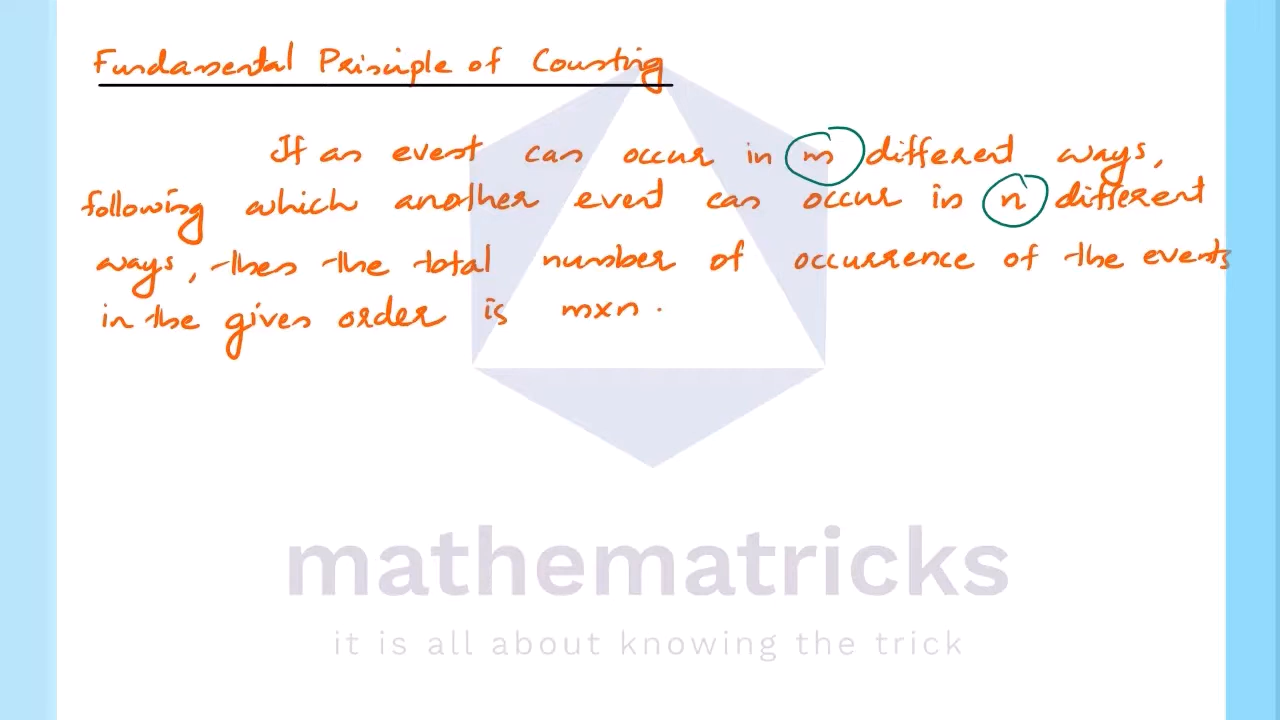 Fundamental Principle of Counting
If an event can occur in m different ways,
following which another event can occur in n different
ways, then the total number of occurrence of the events
in the given order is m×n.
mathematricks
it is all about knowing the trick